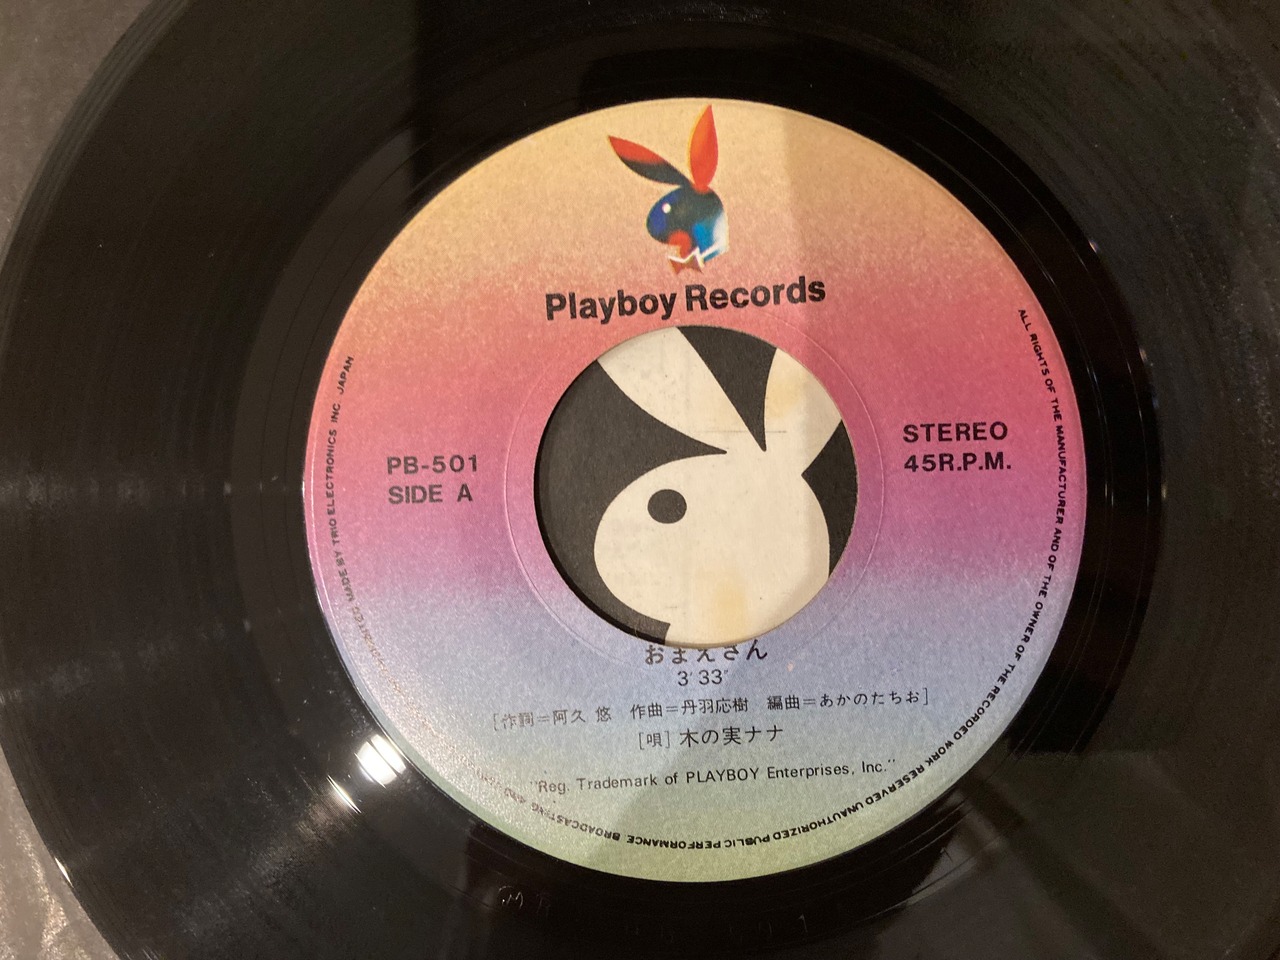 Playboy Records
PB-501
SIDE A
STEREO
45R.P.M.
おまえさん
3′33″
[作詞=阿久 悠 作曲=丹羽応樹 編曲=あかのたちお]
[唄] 木の実ナナ
"Reg. Trademark of PLAYBOY Enterprises, Inc."
ALL RIGHTS OF THE MANUFACTURER AND OF THE OWNER OF THE RECORDED WORK RESERVED UNAUTHORIZED PUBLIC PERFORMANCE BROADCASTING AND
MADE BY TRIO ELECTRONICS INC. JAPAN